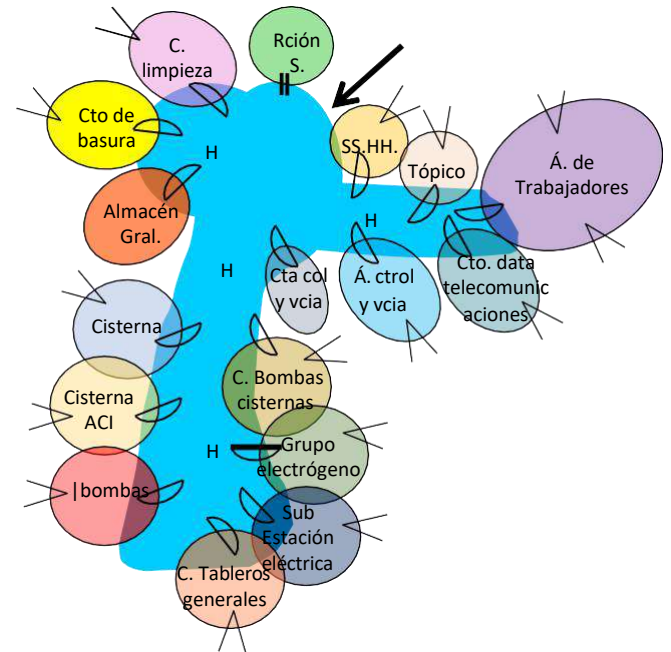 C.
limpieza
Rción
S.
Cto de
basura
SS.HH.
H
Tópico
Á. de
Trabajadores
Almacén
Gral.
H
H
Cta col
y vcia
Á. ctrol
y vcia
Cto. data
telecomunic
aciones
Cisterna
C. Bombas
cisternas
Cisterna
ACI
H
Grupo
electrógeno
|bombas
Sub
Estación
eléctrica
C. Tableros
generales